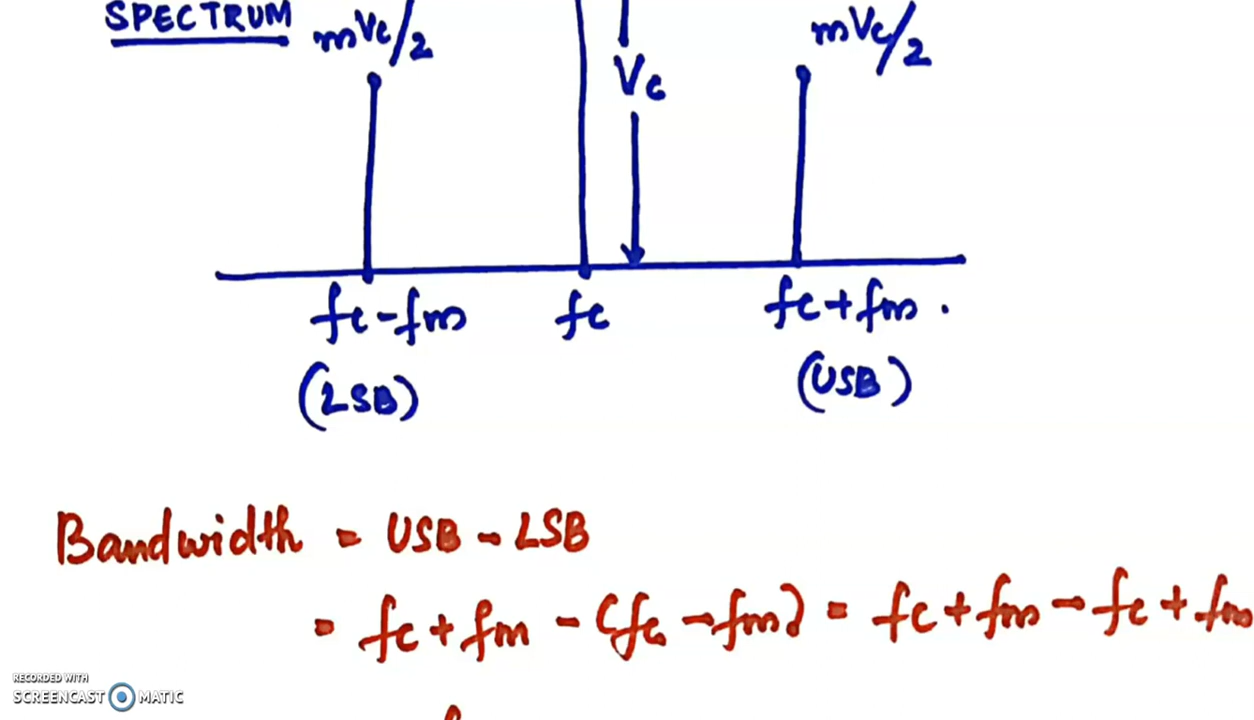 SPECTRUM
mVc/2
mVc/2
Vc
fc-fm fc fc+fm.
(LSB) (USB)
Bandwidth = USB - LSB
= fc + fm - (fc - fm) = fc + fm - fc + fm
RECORDED WITH
SCREENCAST MATIC